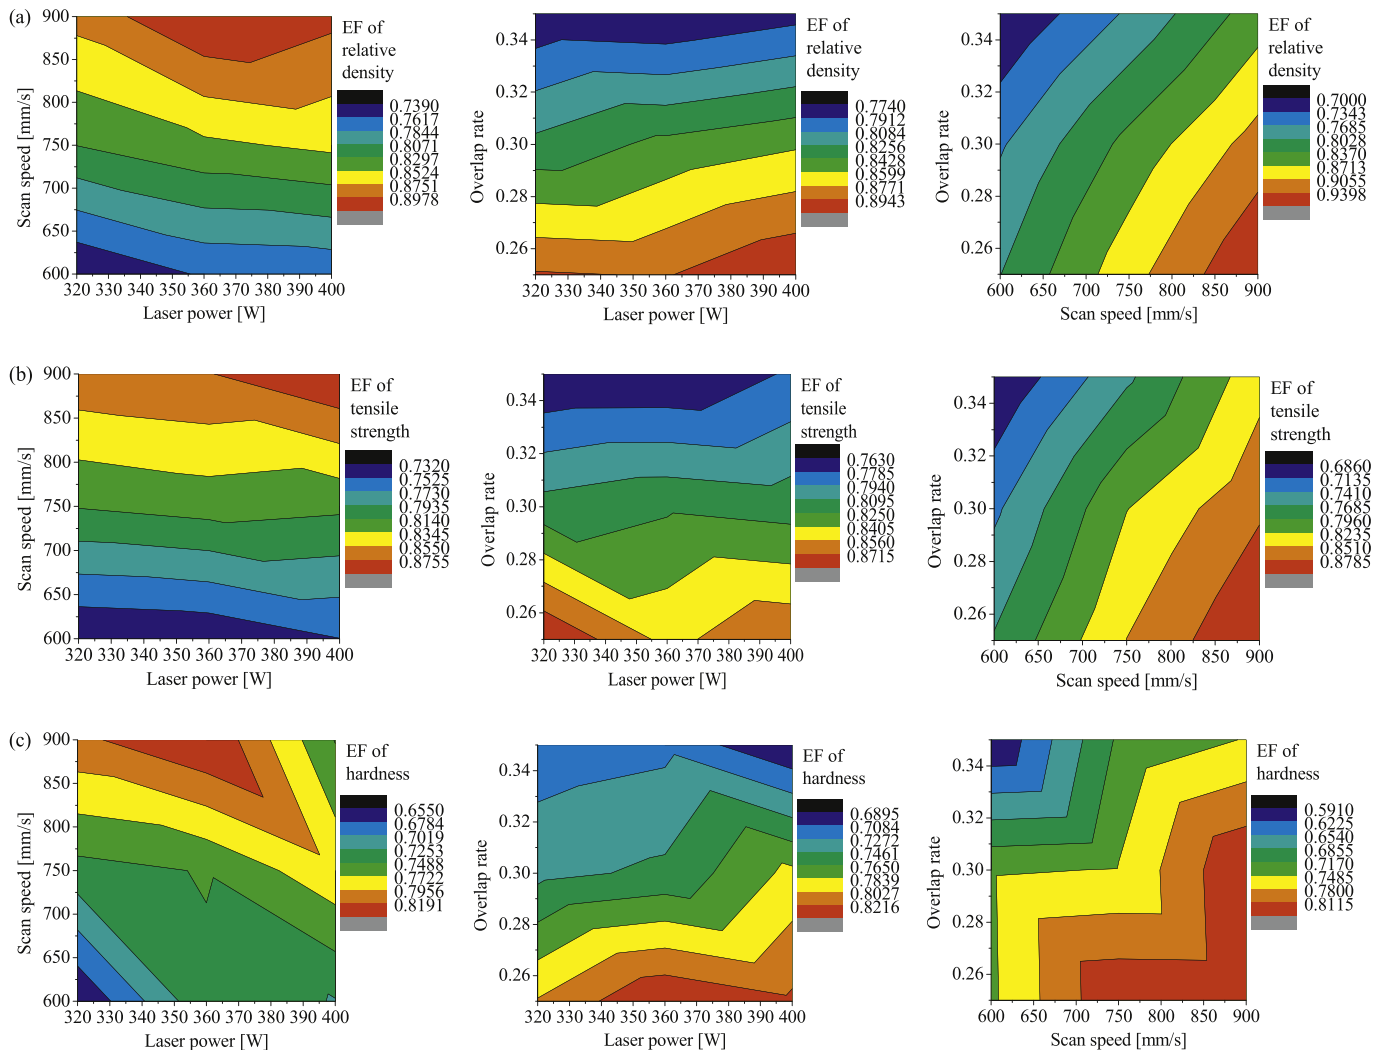 (a)
900
850
800
750
700
650
600
Scan speed [mm/s]
320 330 340 350 360 370 380 390 400
Laser power [W]
EF of
relative
density
0.7390
0.7617
0.7844
0.8071
0.8297
0.8524
0.8751
0.8978
0.34
0.32
0.30
0.28
0.26
Overlap rate
320 330 340 350 360 370 380 390 400
Laser power [W]
EF of
relative
density
0.7740
0.7912
0.8084
0.8256
0.8428
0.8599
0.8771
0.8943
0.34
0.32
0.30
0.28
0.26
Overlap rate
600 650 700 750 800 850 900
Scan speed [mm/s]
EF of
relative
density
0.7000
0.7343
0.7685
0.8028
0.8370
0.8713
0.9055
0.9398
(b)
900
850
800
750
700
650
600
Scan speed [mm/s]
320 330 340 350 360 370 380 390 400
Laser power [W]
EF of
tensile
strength
0.7320
0.7525
0.7730
0.7935
0.8140
0.8345
0.8550
0.8755
0.34
0.32
0.30
0.28
0.26
Overlap rate
320 330 340 350 360 370 380 390 400
Laser power [W]
EF of
tensile
strength
0.7630
0.7785
0.7940
0.8095
0.8250
0.8405
0.8560
0.8715
0.34
0.32
0.30
0.28
0.26
Overlap rate
600 650 700 750 800 850 900
Scan speed [mm/s]
EF of
tensile
strength
0.6860
0.7135
0.7410
0.7685
0.7960
0.8235
0.8510
0.8785
(c)
900
850
800
750
700
650
600
Scan speed [mm/s]
320 330 340 350 360 370 380 390 400
Laser power [W]
EF of
hardness
0.6550
0.6784
0.7019
0.7253
0.7488
0.7722
0.7956
0.8191
0.34
0.32
0.30
0.28
0.26
Overlap rate
320 330 340 350 360 370 380 390 400
Laser power [W]
EF of
hardness
0.6895
0.7084
0.7272
0.7461
0.7650
0.7839
0.8027
0.8216
0.34
0.32
0.30
0.28
0.26
Overlap rate
600 650 700 750 800 850 900
Scan speed [mm/s]
EF of
hardness
0.5910
0.6225
0.6540
0.6855
0.7170
0.7485
0.7800
0.8115